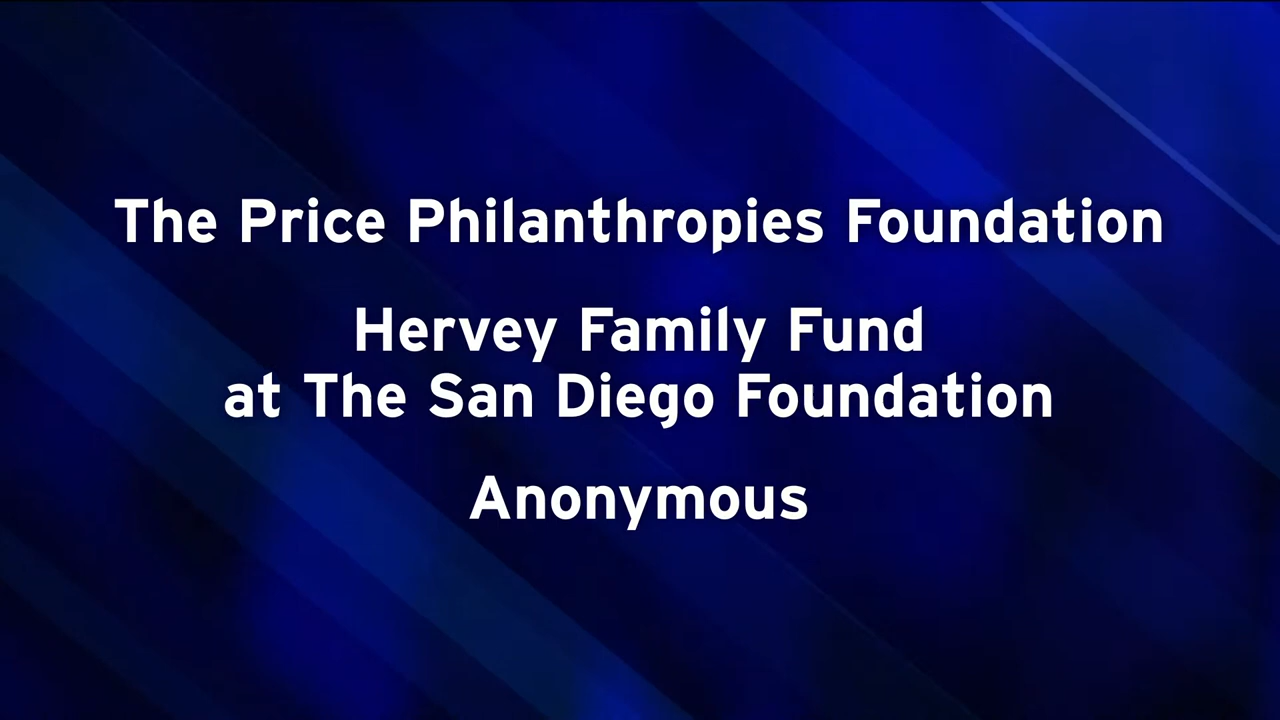 The Price Philanthropies Foundation
Hervey Family Fund
at The San Diego Foundation
Anonymous